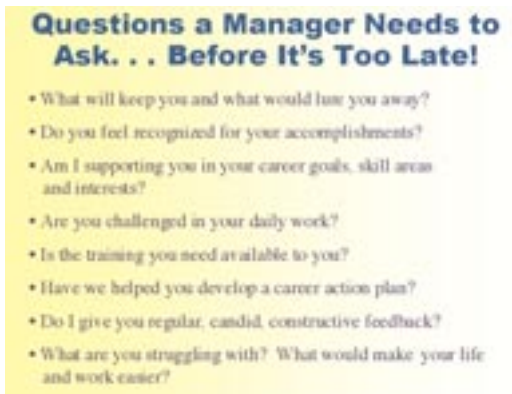 Questions a Manager Needs to
Ask. . . Before It's Too Late!
• What will keep you and what would lure you away?
• Do you feel recognized for your accomplishments?
• Am I supporting you in your career goals, skill areas
and interests?
• Are you challenged in your daily work?
• Is the training you need available to you?
• Have we helped you develop a career action plan?
• Do I give you regular, candid, constructive feedback?
• What are you struggling with? What would make your life
and work easier?